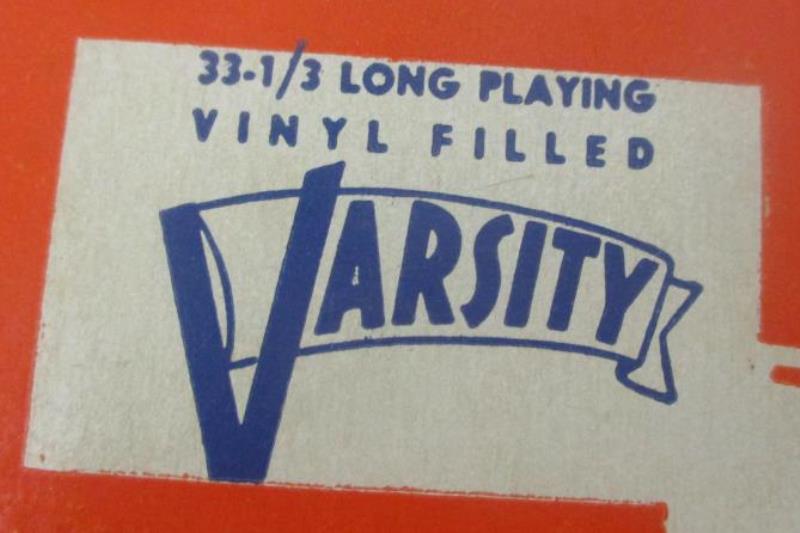 33-1/3 LONG PLAYING
VINYL FILLED
VARSITY